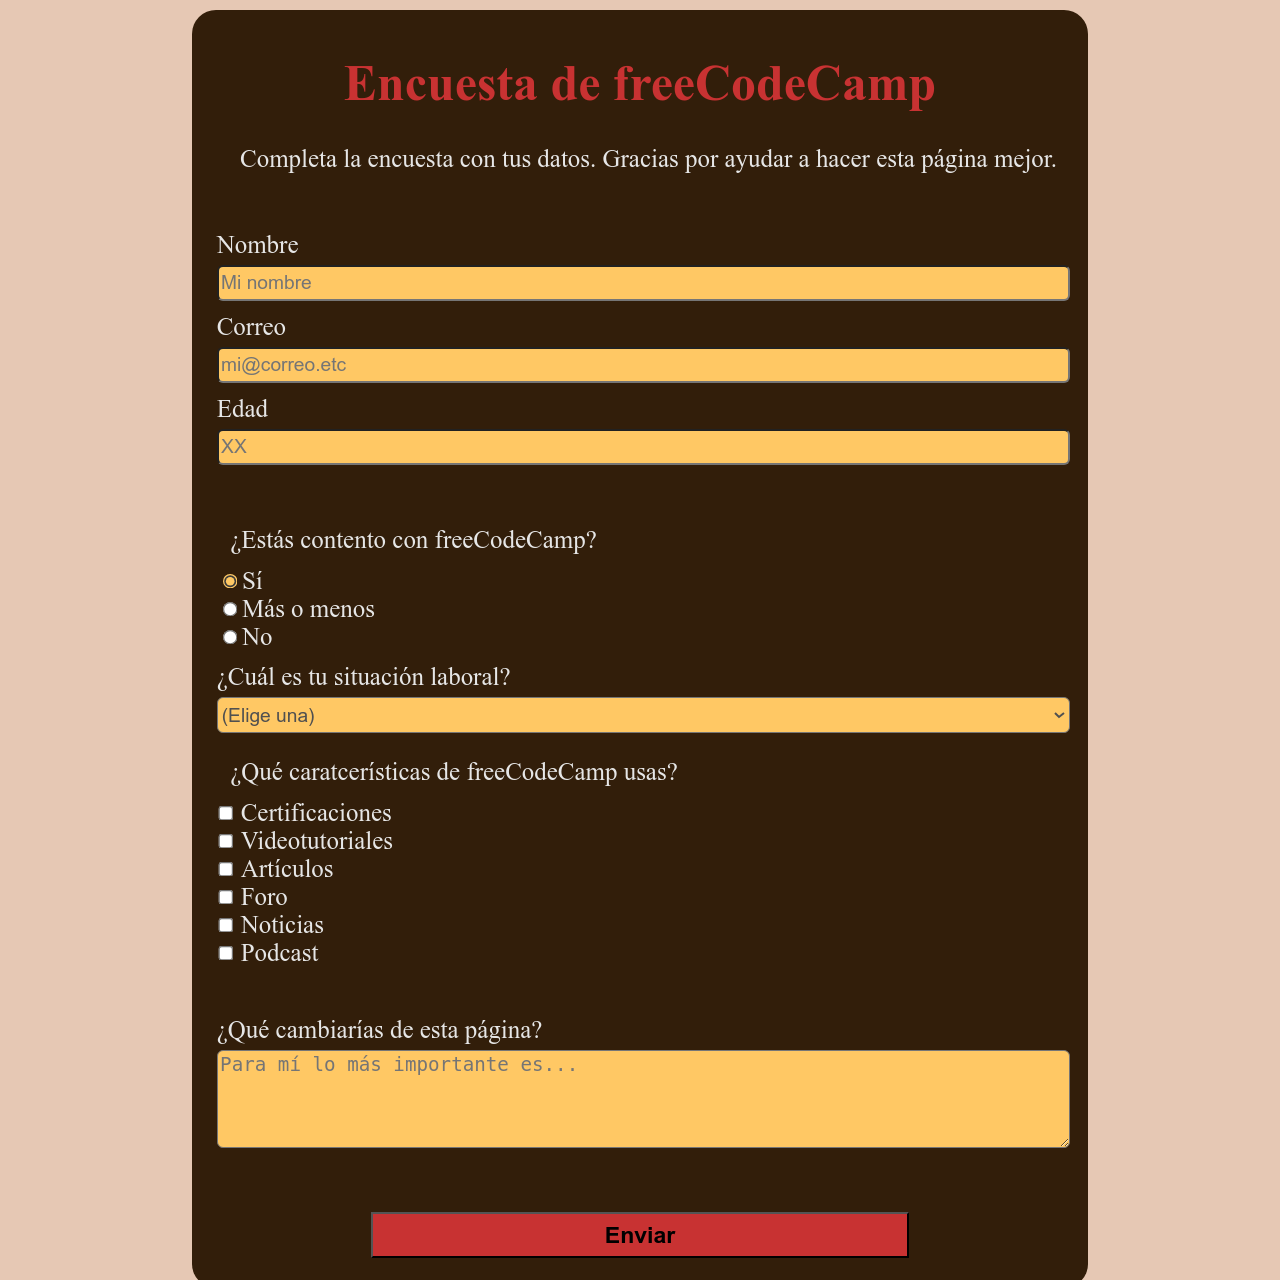 Encuesta de freeCodeCamp
Completa la encuesta con tus datos. Gracias por ayudar a hacer esta página mejor.
Nombre
Mi nombre
Correo
mi@correo.etc
Edad
XX
¿Estás contento con freeCodeCamp?
Sí
Más o menos
No
¿Cuál es tu situación laboral?
(Elige una)
¿Qué caratcerísticas de freeCodeCamp usas?
Certificaciones
Videotutoriales
Artículos
Foro
Noticias
Podcast
¿Qué cambiarías de esta página?
Para mí lo más importante es...
Enviar